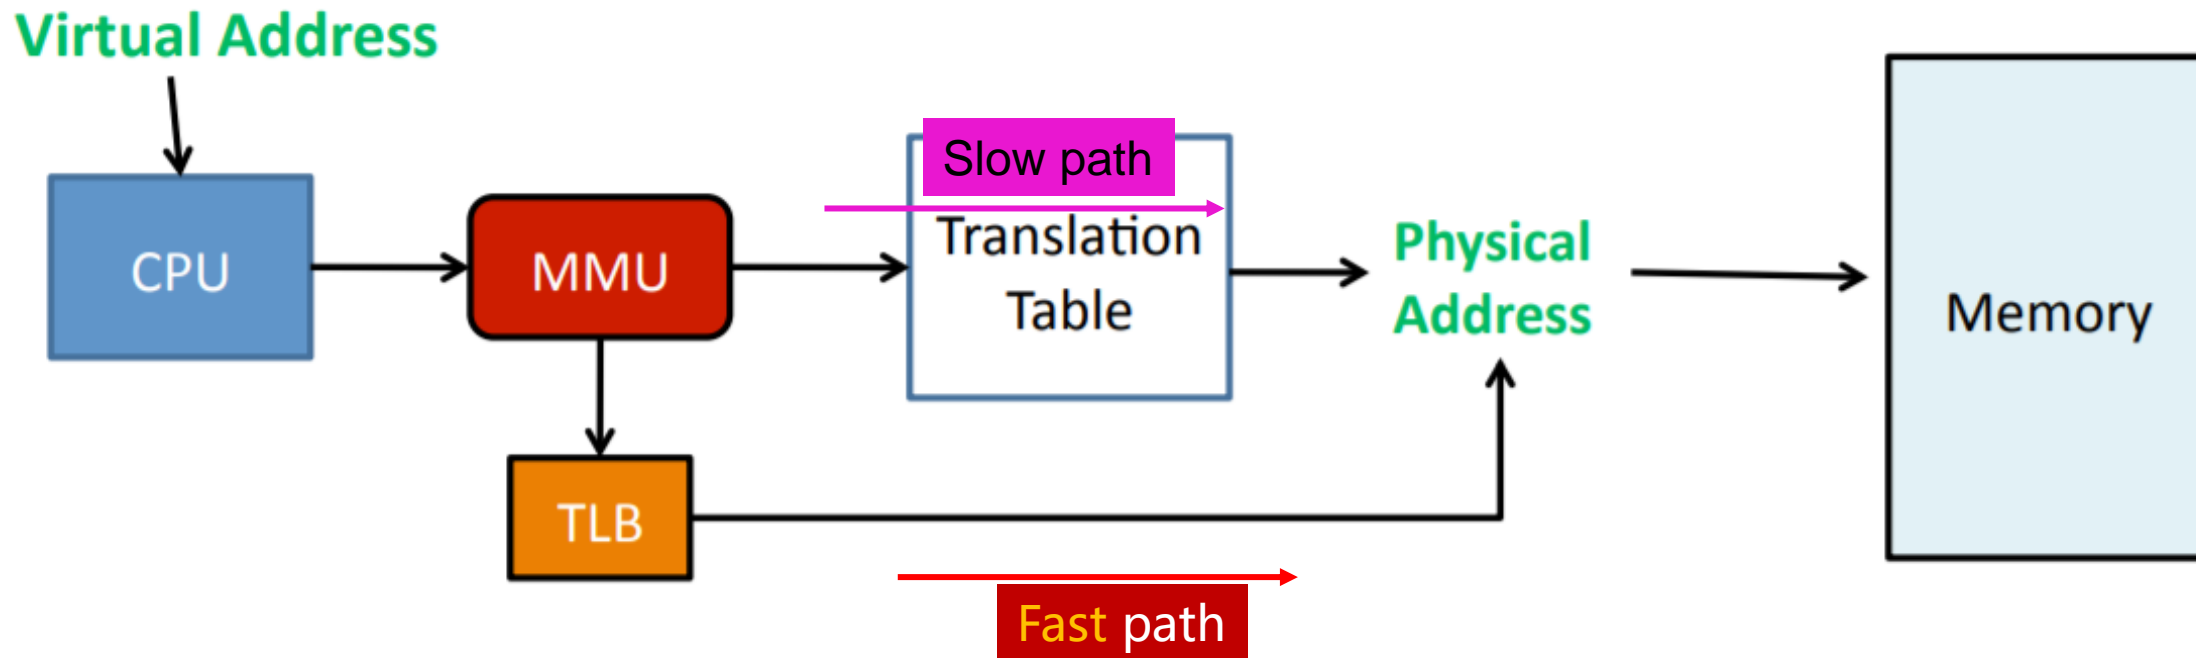 Virtual Address
CPU
MMU
Slow path
Translation
Table
Physical
Address
Memory
TLB
Fast path